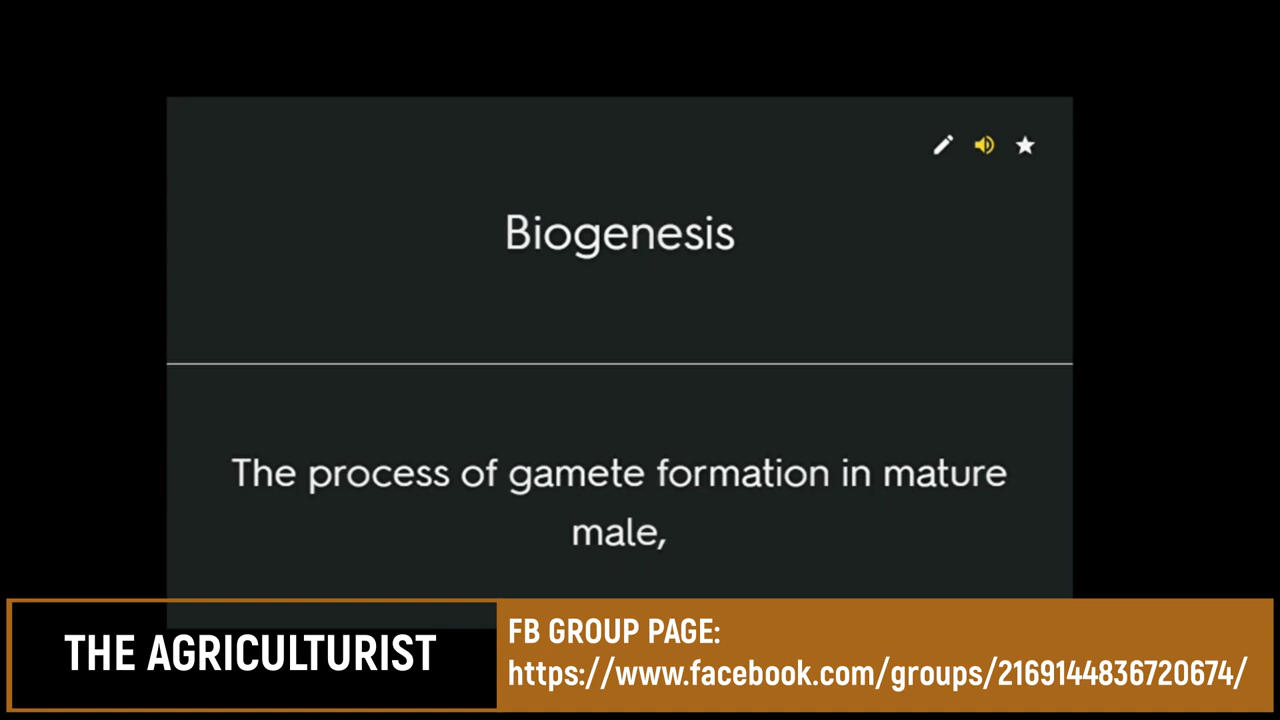 Biogenesis
The process of gamete formation in mature
male,
THE AGRICULTURIST
FB GROUP PAGE:
https://www.facebook.com/groups/2169144836720674/